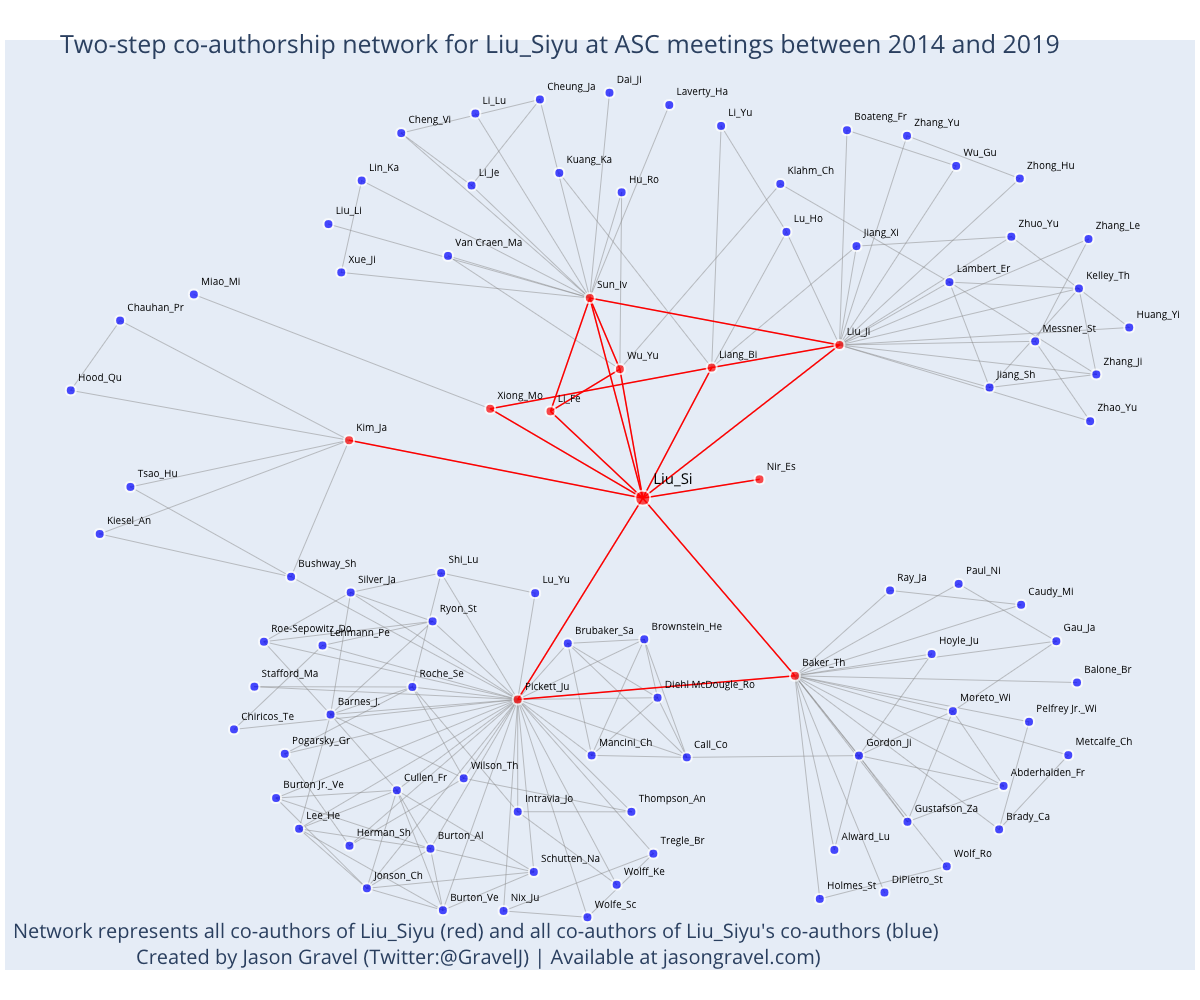 Two-step co-authorship network for Liu_Siyu at ASC meetings between 2014 and 2019
Dai_Ji
Cheung_Ja
Laverty_Ha
Li_Lu
Li_Yu
Cheng_Vi
Boateng_Fr
Zhang_Yu
Wu_Gu
Kuang_Ka
Lin_Ka
Li_Je
Klahm_Ch
Zhong_Hu
Hu_Ro
Liu_Li
Lu_Ho
Zhuo_Yu
Zhang_Le
Jiang_Xi
Van Craen_Ma
Xue_Ji
Lambert_Er
Kelley_Th
Miao_Mi
Sun_Iv
Chauhan_Pr
Huang_Yi
Liu_Ji
Messner_St
Wu_Yu
Liang_Bi
Zhang_Ji
Hood_Qu
Jiang_Sh
Xiong_Mo
Li_Fe
Zhao_Yu
Kim_Ja
Nir_Es
Tsao_Hu
Liu_Si
Kiesel_An
Bushway_Sh
Shi_Lu
Paul_Ni
Silver_Ja
Lu_Yu
Ray_Ja
Caudy_Mi
Ryon_St
Roe-Sepowitz_Do
Lehmann_Pe
Brubaker_Sa
Brownstein_He
Gau_Ja
Hoyle_Ju
Baker_Th
Balone_Br
Stafford_Ma
Roche_Se
Pickett_Ju
Diehl McDougle_Ro
Moreto_Wi
Barnes_J.
Pelfrey Jr._Wi
Chiricos_Te
Pogarsky_Gr
Mancini_Ch
Call_Co
Gordon_Ji
Metcalfe_Ch
Wilson_Th
Cullen_Fr
Abderhalden_Fr
Burton Jr._Ve
Intravia_Jo
Thompson_An
Lee_He
Gustafson_Za
Brady_Ca
Herman_Sh
Burton_Al
Alward_Lu
Tregle_Br
Schutten_Na
Wolf_Ro
Jonson_Ch
Wolff_Ke
DiPietro_St
Holmes_St
Burton_Ve
Nix_Ju
Wolfe_Sc
Network represents all co-authors of Liu_Siyu (red) and all co-authors of Liu_Siyu's co-authors (blue)
Created by Jason Gravel (Twitter:@GravelJ) | Available at jasongravel.com)